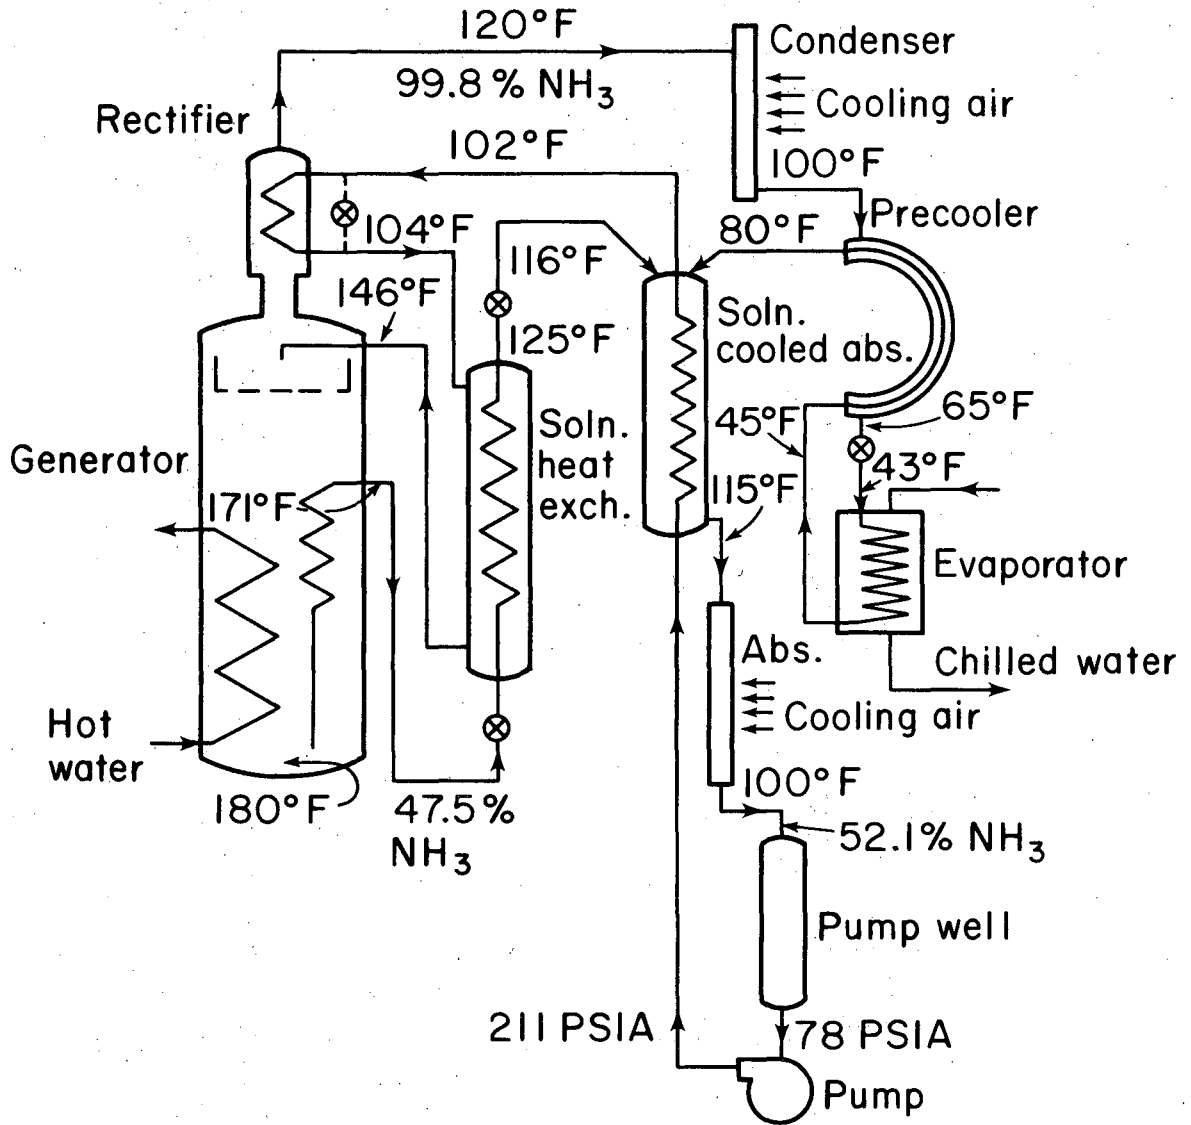 120°F
Condenser
99.8% NH3
Cooling air
Rectifier
102°F
100°F
Precooler
104°F
80°F
116°F
146°F
Soln.
cooled abs.
125°F
65°F
45°F
Soln.
heat
exch.
Generator
43°F
171°F
115°F
Evaporator
Abs.
Chilled water
Cooling air
Hot
water
180°F
47.5%
NH3
100°F
52.1% NH3
Pump well
211 PSIA
78 PSIA
Pump